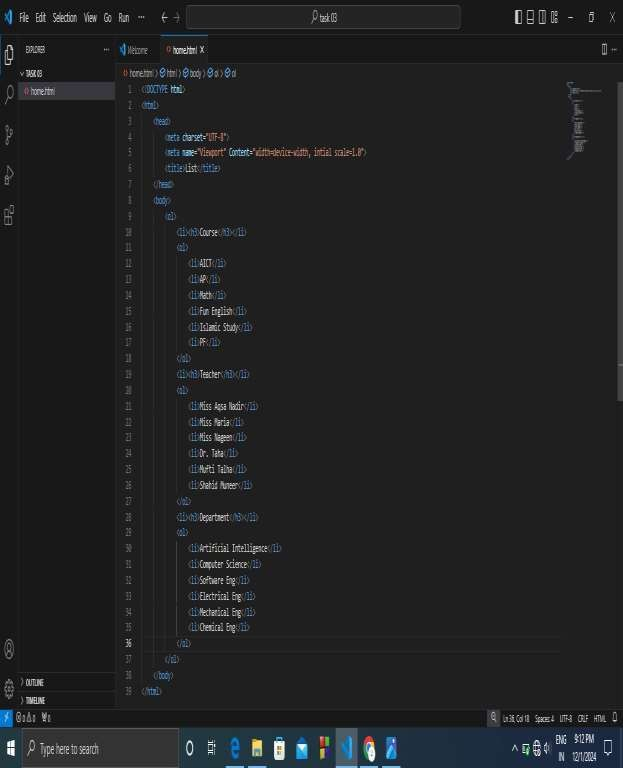 File Edit Selection View Go Run ··· task 03
EXPLORER ···
Welcome home.html X
TASK 03
home.html
home.html > html > body > ol > ol
1 <!DOCTYPE html>
2 <html>
3 <head>
4 <meta charset="UTF-8">
5 <meta name="Viewport" Content="width=device-width, intial scale=1.0">
6 <title>List</title>
7 </head>
8 <body>
9 <ol>
10 <li><h3>Course</h3></li>
11 <ol>
12 <li>AICT</li>
13 <li>AP</li>
14 <li>Math</li>
15 <li>Fun English</li>
16 <li>Islamic Study</li>
17 <li>PF</li>
18 </ol>
19 <li><h3>Teacher</h3></li>
20 <ol>
21 <li>Miss Aqsa Nadir</li>
22 <li>Miss Maria</li>
23 <li>Miss Nageen</li>
24 <li>Dr. Taha</li>
25 <li>Mufti Talha</li>
26 <li>Shahid Muneer</li>
27 </ol>
28 <li><h3>Department</h3></li>
29 <ol>
30 <li>Artificial Intelligence</li>
31 <li>Computer Science</li>
32 <li>Software Eng</li>
33 <li>Electrical Eng</li>
34 <li>Mechanical Eng</li>
35 <li>Chemical Eng</li>
36 </ol>
37 </ol>
38 </body>
39 </html>
OUTLINE
TIMELINE
0 0 0 Ln 36, Col 18 Spaces: 4 UTF-8 CRLF HTML
Type here to search
ENG 9:12 PM
IN 12/1/2024